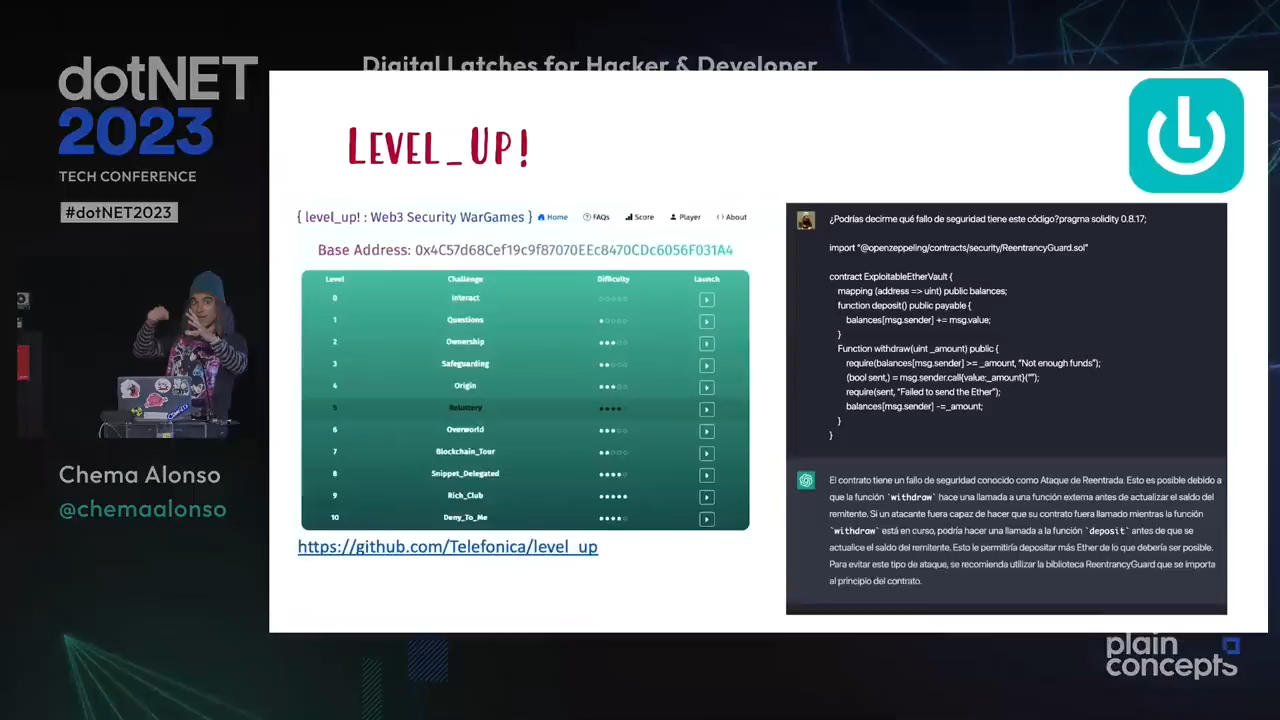 dotNET
2023
TECH CONFERENCE
#dotNET2023
Digital Latches for Hacker & Developer
LEVEL_UP!
{ level_up! : Web3 Security WarGames }
Home
FAQs
Score
Player
About
Base Address: 0x4C57d68Cef19c9f87070EEc8470CDc6056F031A4
Level Challenge Difficulty Launch
0 Interact
1 Questions
2 Ownership
3 Safeguarding
4 Origin
5 Reluttery
6 Overworld
7 Blockchain_Tour
8 Snippet_Delegated
9 Rich_Club
10 Deny_To_Me
https://github.com/Telefonica/level_up
¿Podrías decirme qué fallo de seguridad tiene este código?pragma solidity 0.8.17;
import "@openzeppeling/contracts/security/ReentrancyGuard.sol"
contract ExploitableEtherVault {
mapping (address => uint) public balances;
function deposit() public payable {
balances[msg.sender] += msg.value;
}
Function withdraw(uint _amount) public {
require(balances[msg.sender] >= _amount, "Not enough funds");
(bool sent,) = msg.sender.call{value:_amount}("");
require(sent, "Failed to send the Ether");
balances[msg.sender] -=_amount;
}
}
El contrato tiene un fallo de seguridad conocido como Ataque de Reentrada. Esto es posible debido a
que la función `withdraw` hace una llamada a una función externa antes de actualizar el saldo del
remitente. Si un atacante fuera capaz de hacer que su contrato fuera llamado mientras la función
`withdraw` está en curso, podría hacer una llamada a la función `deposit` antes de que se
actualice el saldo del remitente. Esto le permitiría depositar más Ether de lo que debería ser posible.
Para evitar este tipo de ataque, se recomienda utilizar la biblioteca ReentrancyGuard que se importa
al principio del contrato.
Chema Alonso
@chemaalonso
plain
concepts